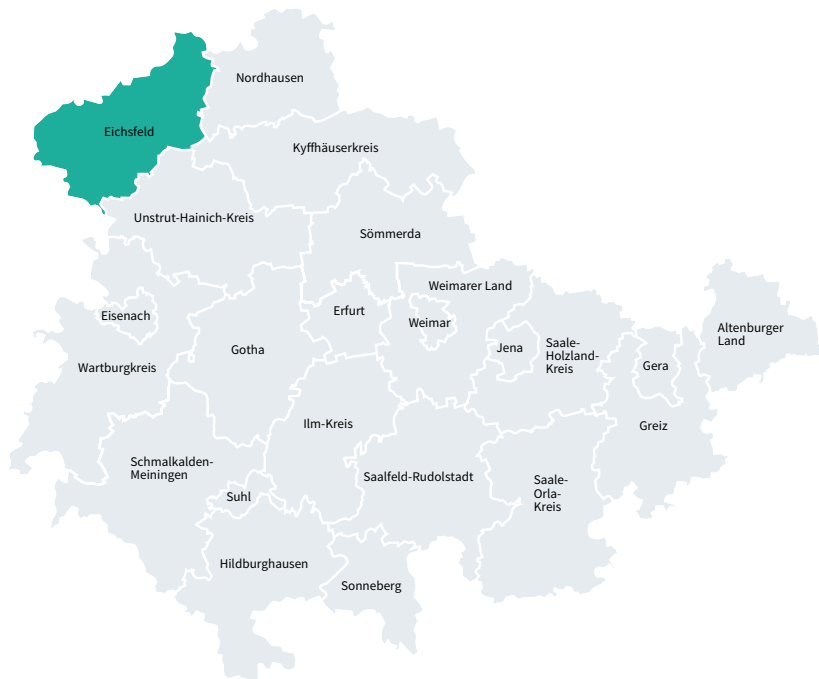 Nordhausen
Eichsfeld
Kyffhäuserkreis
Unstrut-Hainich-Kreis
Sömmerda
Weimarer Land
Eisenach
Erfurt
Weimar
Altenburger
Land
Gotha
Jena
Saale-
Holzland-
Kreis
Gera
Wartburgkreis
Ilm-Kreis
Greiz
Schmalkalden-
Meiningen
Saalfeld-Rudolstadt
Saale-
Orla-
Kreis
Suhl
Hildburghausen
Sonneberg